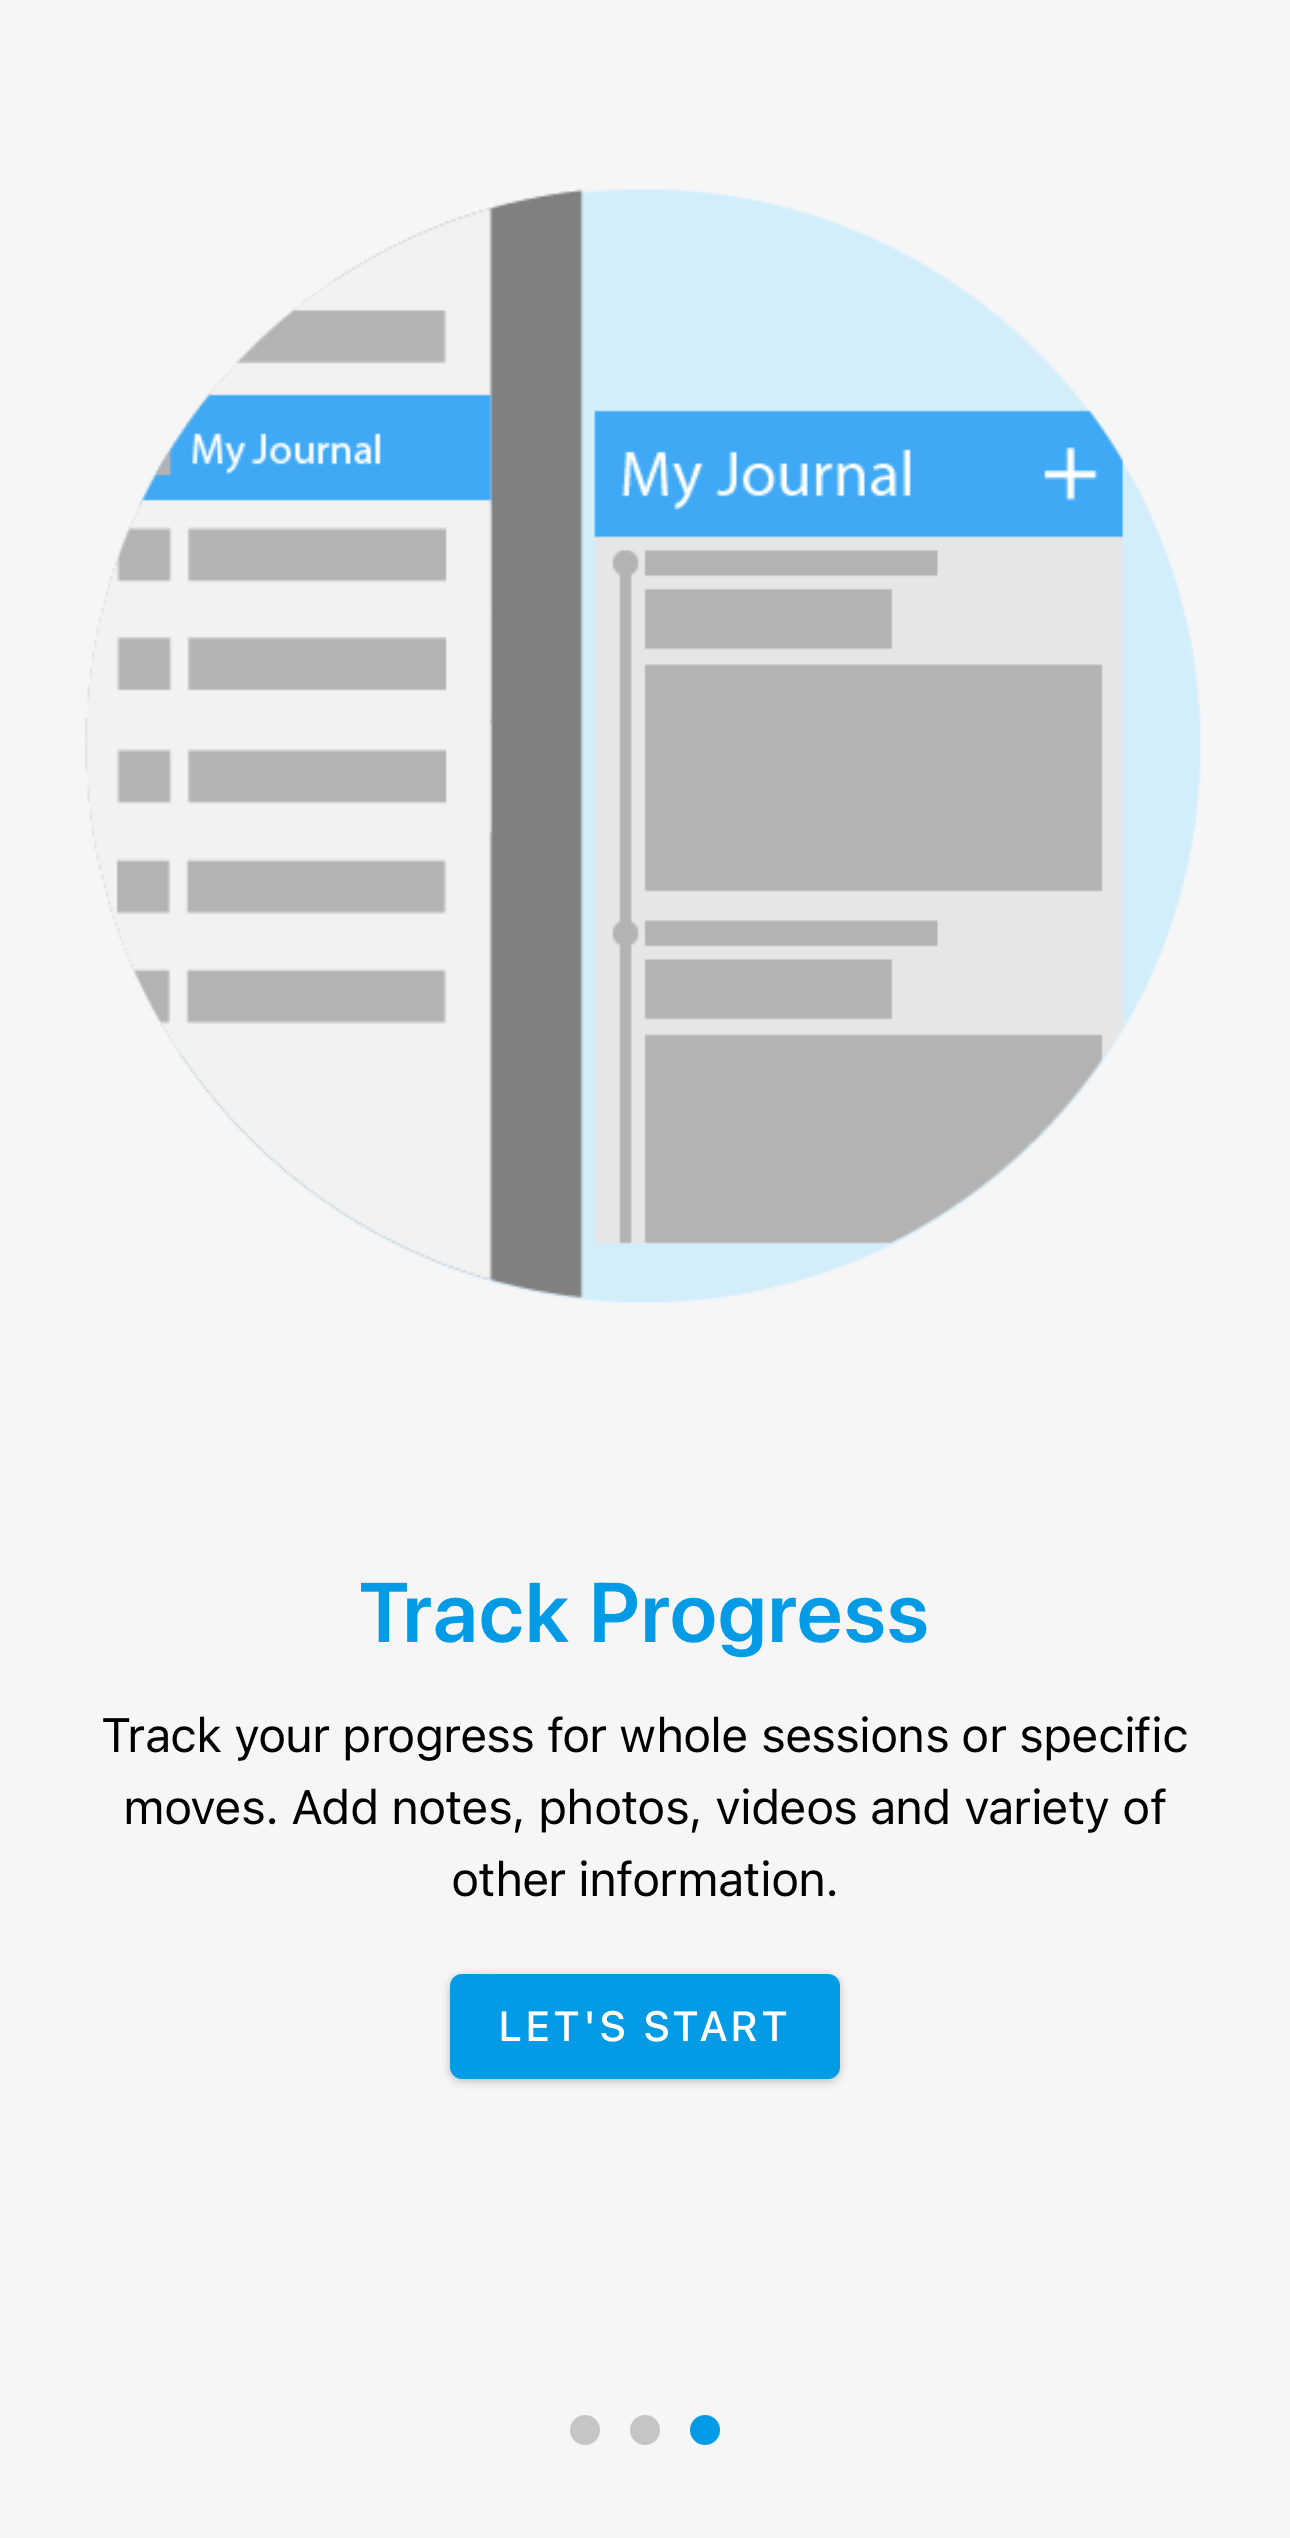 My Journal
My Journal +
Track Progress
Track your progress for whole sessions or specific
moves. Add notes, photos, videos and variety of
other information.
LET'S START